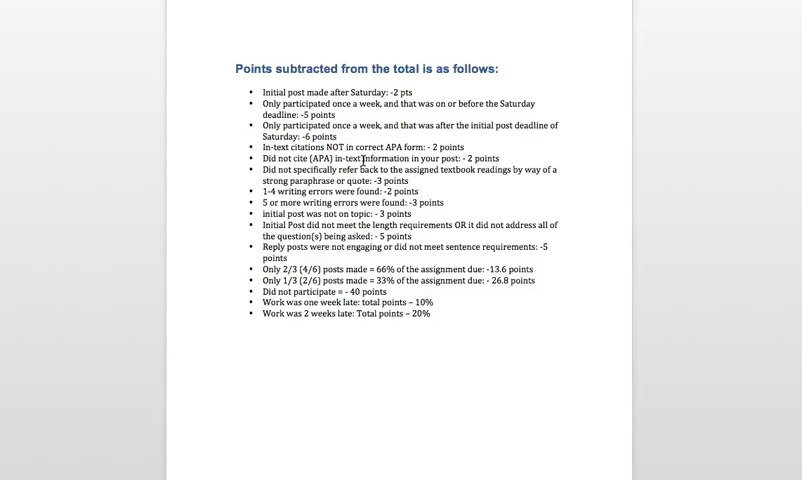 Points subtracted from the total is as follows:
• Initial post made after Saturday: -2 pts
• Only participated once a week, and that was on or before the Saturday
deadline: -5 points
• Only participated once a week, and that was after the initial post deadline of
Saturday: -6 points
• In-text citations NOT in correct APA form: - 2 points
• Did not cite (APA) in-text information in your post: - 2 points
• Did not specifically refer back to the assigned textbook readings by way of a
strong paraphrase or quote: -3 points
• 1-4 writing errors were found: -2 points
• 5 or more writing errors were found: -3 points
• initial post was not on topic: - 3 points
• Initial Post did not meet the length requirements OR it did not address all of
the question(s) being asked: - 5 points
• Reply posts were not engaging or did not meet sentence requirements: -5
points
• Only 2/3 (4/6) posts made = 66% of the assignment due: -13.6 points
• Only 1/3 (2/6) posts made = 33% of the assignment due: - 26.8 points
• Did not participate = - 40 points
• Work was one week late: total points – 10%
• Work was 2 weeks late: Total points – 20%